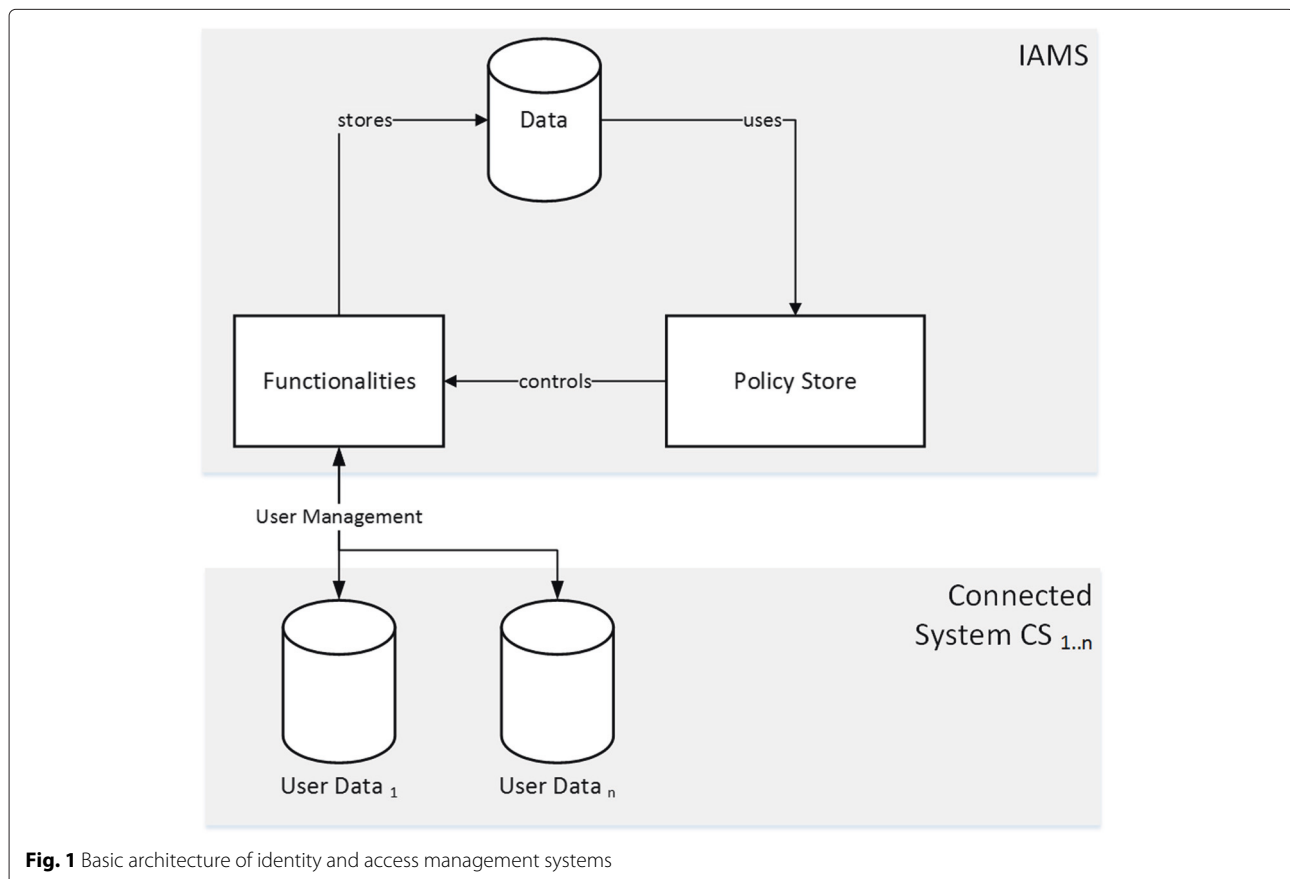 IAMS
stores
Data
uses
Functionalities
controls
Policy Store
User Management
Connected
System CS 1..n
User Data 1
User Data n
Fig. 1 Basic architecture of identity and access management systems